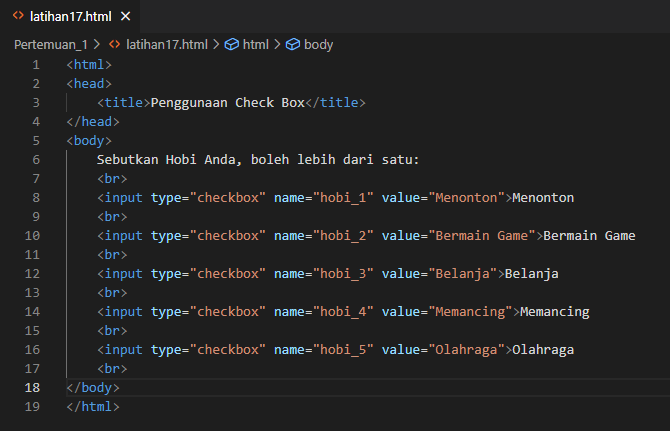 latihan17.html
Pertemuan_1 > latihan17.html > html > body
1 <html>
2 <head>
3     <title>Penggunaan Check Box</title>
4 </head>
5 <body>
6     Sebutkan Hobi Anda, boleh lebih dari satu:
7     <br>
8     <input type="checkbox" name="hobi_1" value="Menonton">Menonton
9     <br>
10     <input type="checkbox" name="hobi_2" value="Bermain Game">Bermain Game
11     <br>
12     <input type="checkbox" name="hobi_3" value="Belanja">Belanja
13     <br>
14     <input type="checkbox" name="hobi_4" value="Memancing">Memancing
15     <br>
16     <input type="checkbox" name="hobi_5" value="Olahraga">Olahraga
17     <br>
18 </body>
19 </html>